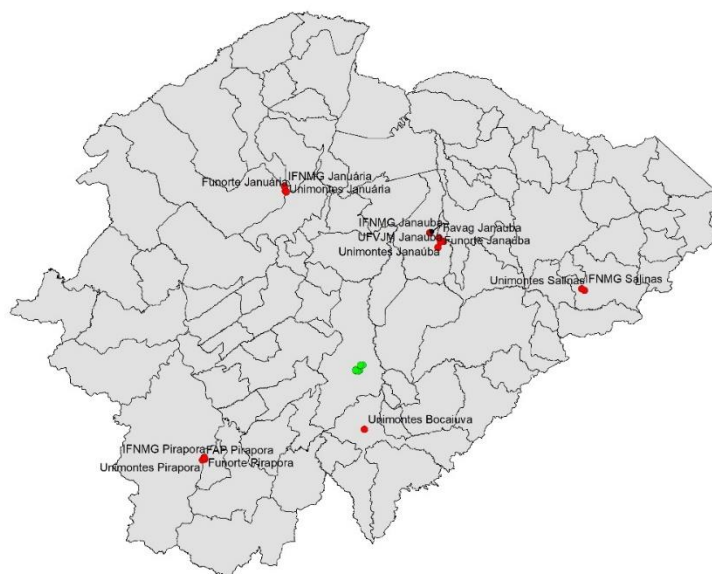 IFNMG Januária
Funorte Januária
Unimontes Januária
IFNMG Janauba
Favag Janaúba
UFVJM Janaúba
Funorte Janaúba
Unimontes Janaúba
Unimontes Salinas
IFNMG Salinas
Unimontes Bocaiuva
IFNMG Pirapora
FAP Pirapora
Unimontes Pirapora
Funorte Pirapora